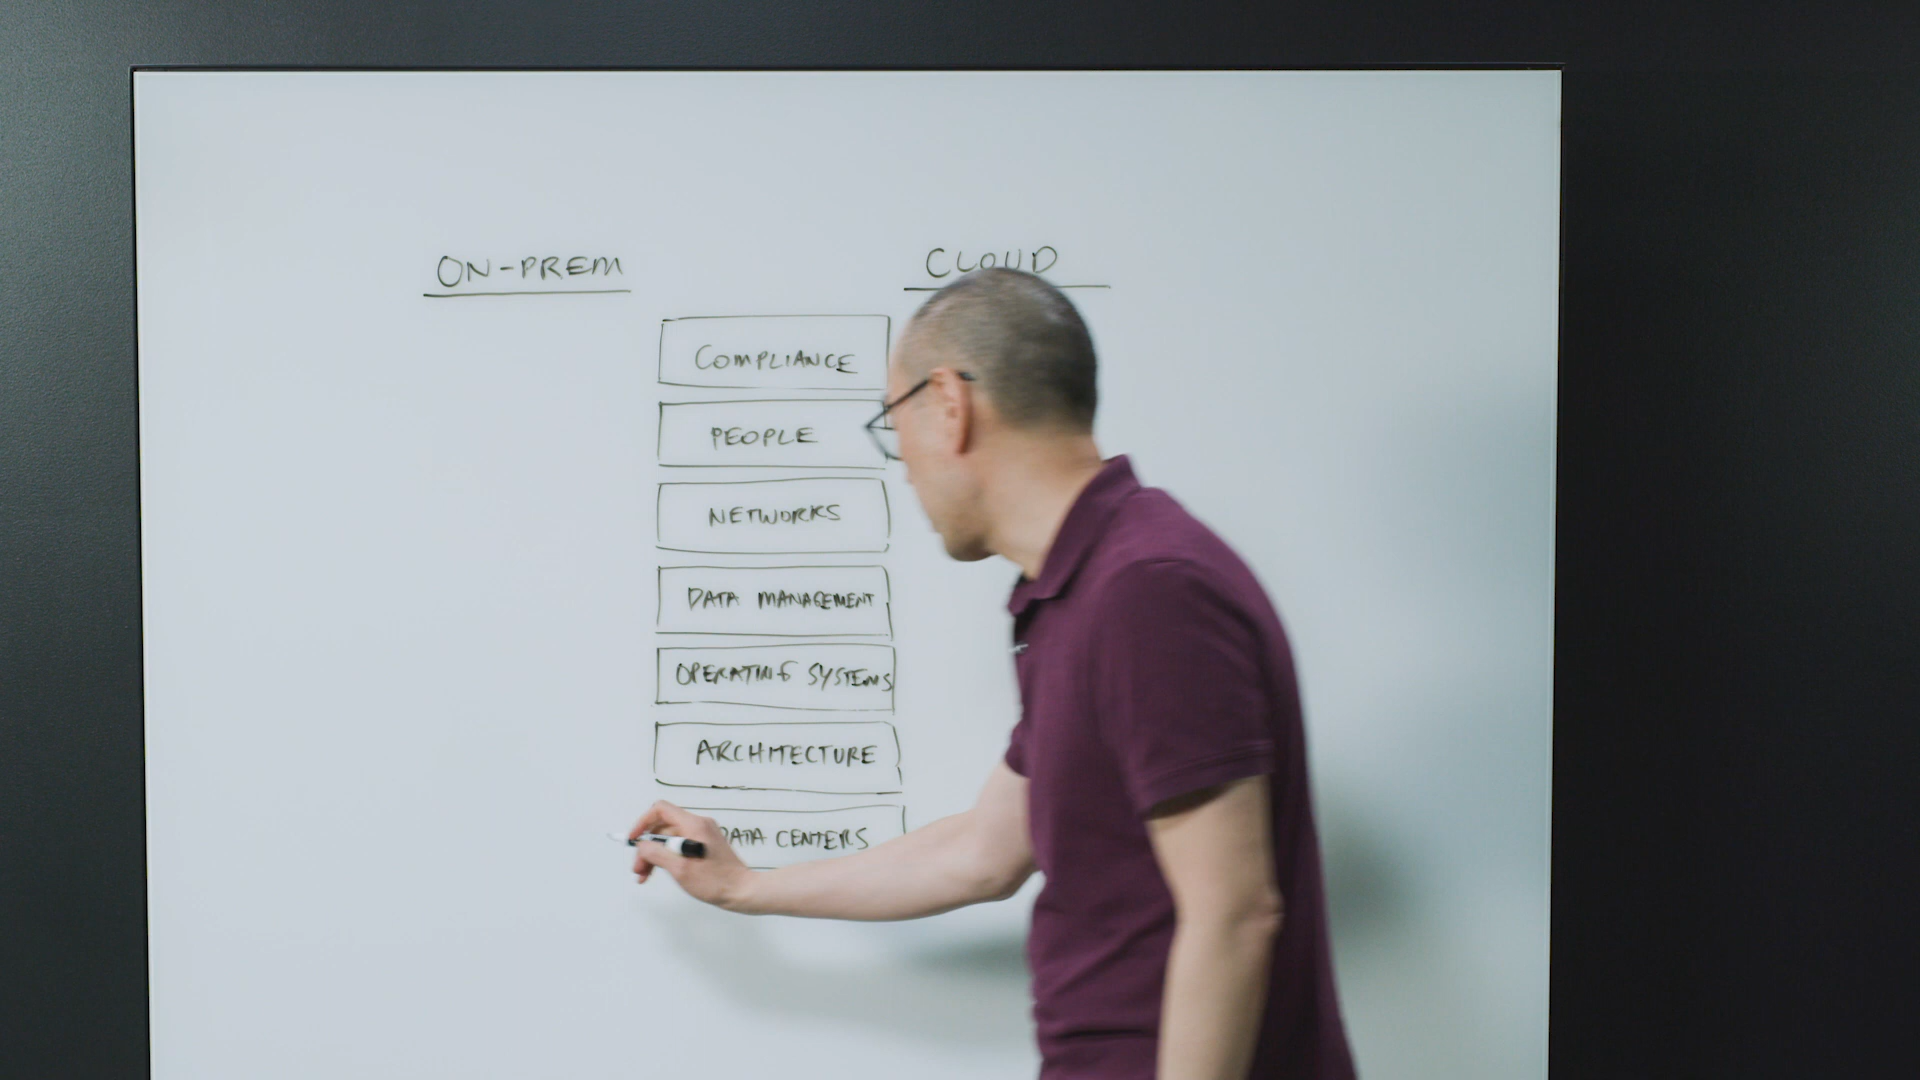 ON-PREM
CLOUD
COMPLIANCE
PEOPLE
NETWORKS
DATA MANAGEMENT
OPERATING SYSTEMS
ARCHITECTURE
DATA CENTERS